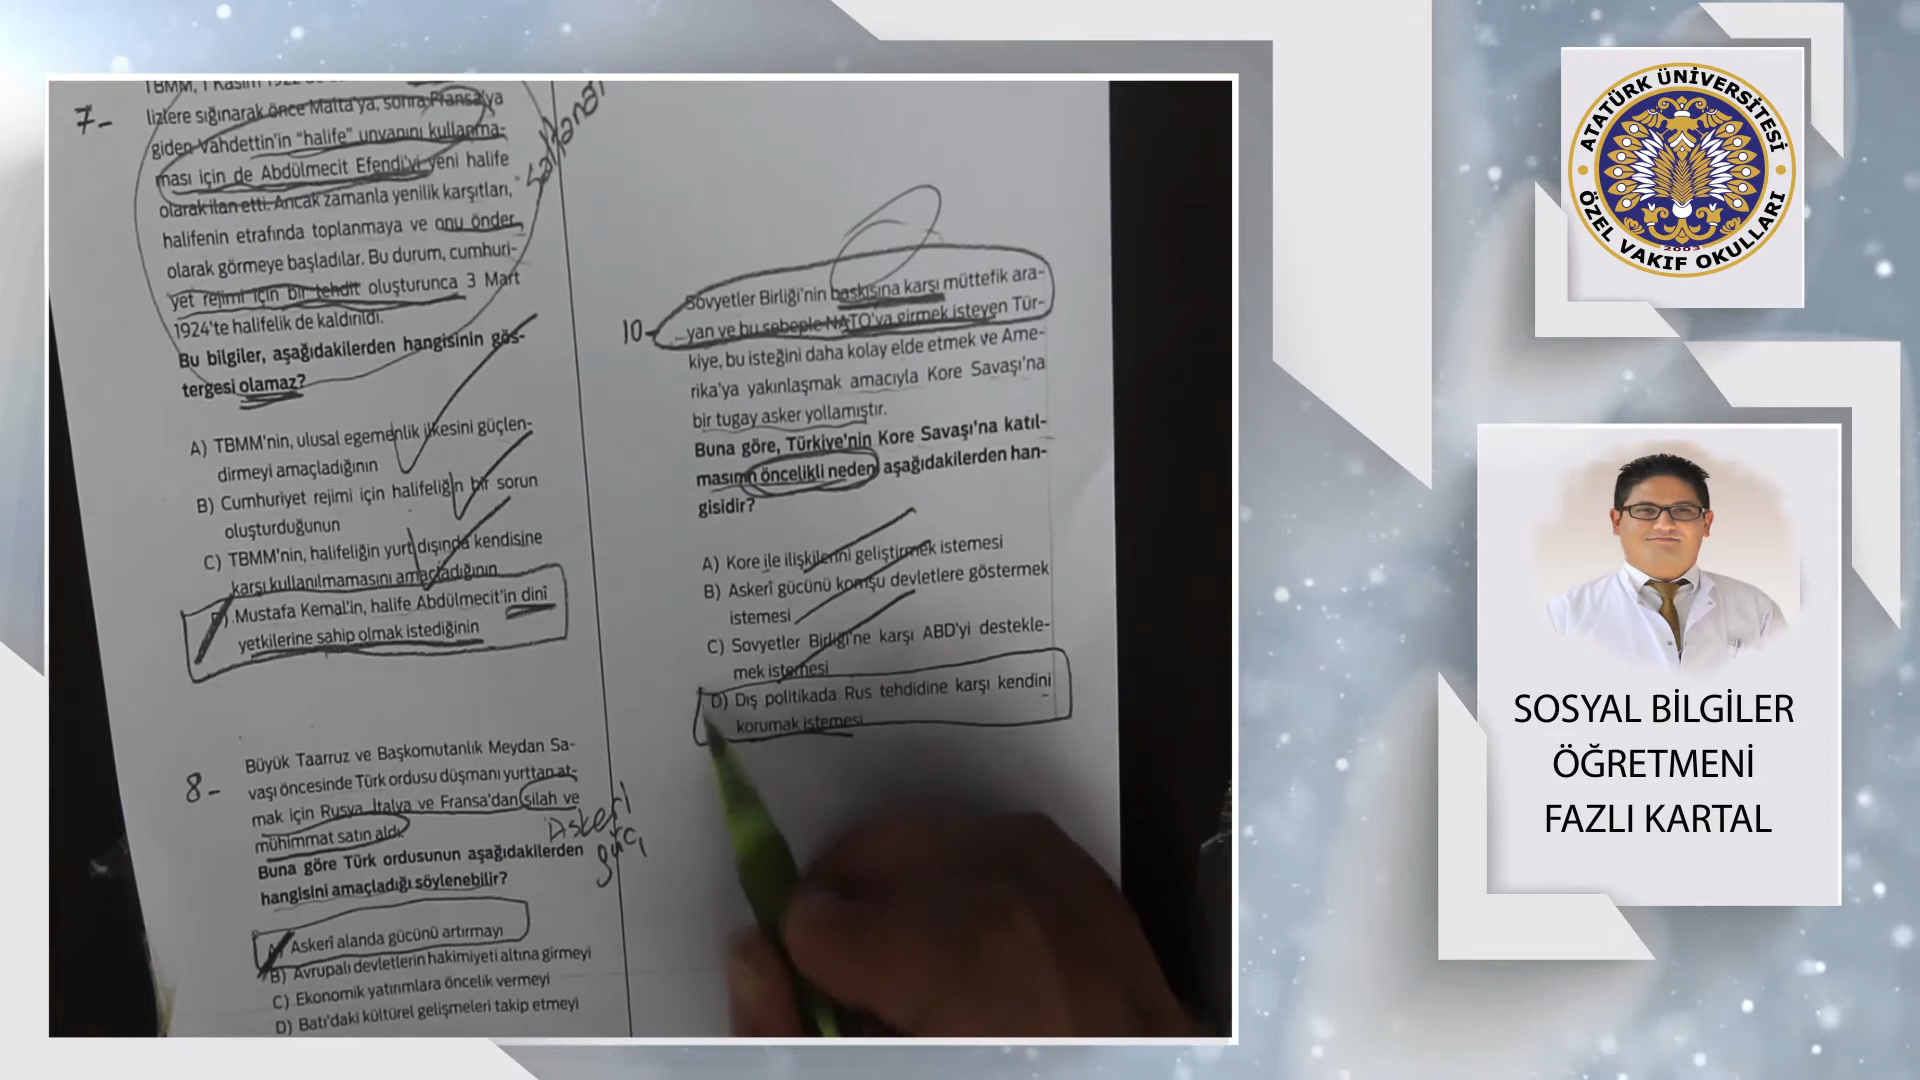 7-
TBMM, 1 Kasım 1922'de
lizlere sığınarak önce Malta'ya, sonra Fransa'ya
giden Vahdettin'in “halife” unvanını kullanma-
ması için de Abdülmecit Efendi'yi yeni halife
olarak ilan etti. Ancak zamanla yenilik karşıtları,
halifenin etrafında toplanmaya ve onu önder
olarak görmeye başladılar. Bu durum, cumhuri-
yet rejimi için bir tehdit oluşturunca 3 Mart
1924'te halifelik de kaldırıldı.
Bu bilgiler, aşağıdakilerden hangisinin gös-
tergesi olamaz?
A) TBMM'nin, ulusal egemenlik ilkesini güçlen-
dirmeyi amaçladığının
B) Cumhuriyet rejimi için halifeliğin bir sorun
oluşturduğunun
C) TBMM'nin, halifeliğin yurt dışında kendisine
karşı kullanılmamasını amaçladığının
D) Mustafa Kemal'in, halife Abdülmecit'in dinî
yetkilerine sahip olmak istediğinin
8-
Büyük Taarruz ve Başkomutanlık Meydan Sa-
vaşı öncesinde Türk ordusu düşmanı yurttan at-
mak için Rusya, İtalya ve Fransa'dan silah ve
mühimmat satın aldı.
Askeri
Buna göre Türk ordusunun aşağıdakilerden
hangisini amaçladığı söylenebilir?
A) Askerî alanda gücünü artırmayı
B) Avrupalı devletlerin hakimiyeti altına girmeyi
C) Ekonomik yatırımlara öncelik vermeyi
D) Batı'daki kültürel gelişmeleri takip etmeyi
10-
Sovyetler Birliği'nin baskısına karşı müttefik ara-
yan ve bu sebeple NATO'ya girmek isteyen Tür-
kiye, bu isteğini daha kolay elde etmek ve Ame-
rika'ya yakınlaşmak amacıyla Kore Savaşı'na
bir tugay asker yollamıştır.
Buna göre, Türkiye'nin Kore Savaşı'na katıl-
masının öncelikli neden aşağıdakilerden han-
gisidir?
A) Kore ile ilişkilerini geliştirmek istemesi
B) Askerî gücünü komşu devletlere göstermek
istemesi
C) Sovyetler Birliği'ne karşı ABD'yi destekle-
mek istemesi
D) Dış politikada Rus tehdidine karşı kendini
korumak istemesi
ATATÜRK ÜNİVERSİTESİ
ÖZEL VAKIF OKULLARI
2003
SOSYAL BİLGİLER
ÖĞRETMENİ
FAZLI KARTAL